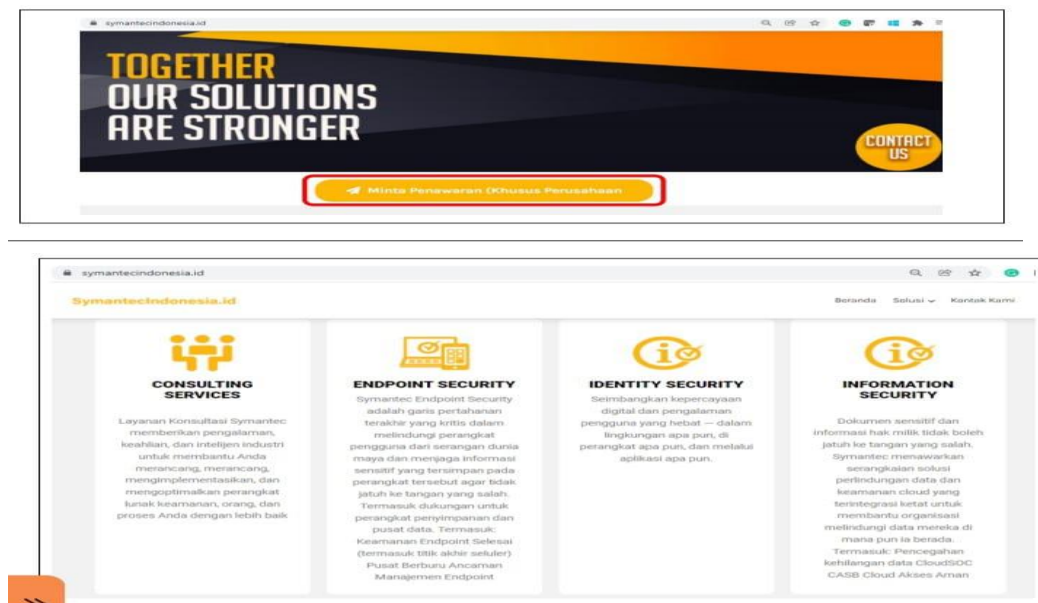 symantecindonesia.id
TOGETHER
OUR SOLUTIONS
ARE STRONGER
CONTACT
US
Minta Penawaran (Khusus Perusahaan
symantecindonesia.id
SymantecIndonesia.id
Beranda Solusi Kontak Kami
CONSULTING
SERVICES
Layanan Konsultasi Symantec
memberikan pengalaman,
keahlian, dan intelijen industri
untuk membantu Anda
merancang, merancang,
mengimplementasikan, dan
mengoptimalkan perangkat
lunak keamanan, orang, dan
proses Anda dengan lebih baik
ENDPOINT SECURITY
Symantec Endpoint Security
adalah garis pertahanan
terakhir yang kritis dalam
melindungi perangkat
pengguna dari serangan dunia
maya dan menjaga informasi
sensitif yang tersimpan pada
perangkat tersebut agar tidak
jatuh ke tangan yang salah.
Termasuk dukungan untuk
perangkat penyimpanan dan
pusat data. Termasuk:
Keamanan Endpoint Selesai
(termasuk titik akhir seluler)
Pusat Berburu Ancaman
Manajemen Endpoint
IDENTITY SECURITY
Seimbangkan kepercayaan
digital dan pengalaman
pengguna yang hebat — dalam
lingkungan apa pun, di
perangkat apa pun, dan melalui
aplikasi apa pun.
INFORMATION
SECURITY
Dokumen sensitif dan
informasi hak milik tidak boleh
jatuh ke tangan yang salah.
Symantec menawarkan
serangkaian solusi
perlindungan data dan
keamanan cloud yang
terintegrasi ketat untuk
membantu organisasi
melindungi data mereka di
mana pun ia berada.
Termasuk: Pencegahan
kehilangan data CloudSOC
CASB Cloud Akses Aman